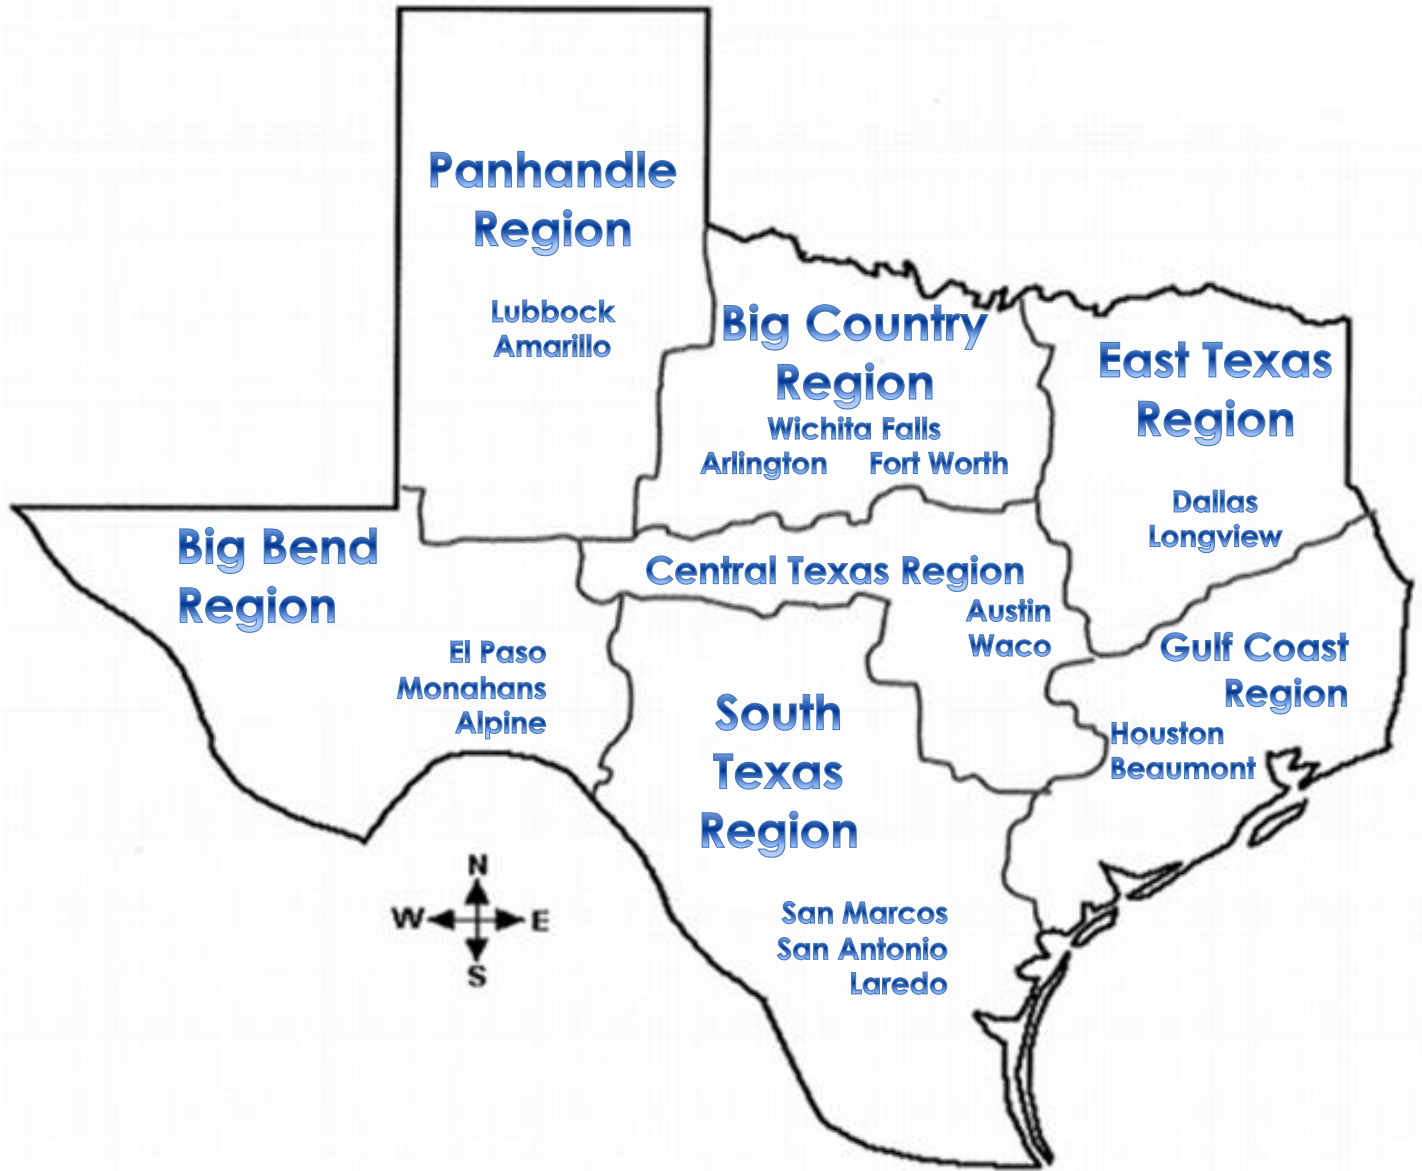 Panhandle
Region
Lubbock
Amarillo
Big Country
Region
Wichita Falls
Arlington Fort Worth
East Texas
Region
Dallas
Longview
Big Bend
Region
El Paso
Monahans
Alpine
Central Texas Region
Austin
Waco
Gulf Coast
Region
Houston
Beaumont
South
Texas
Region
San Marcos
San Antonio
Laredo
N
W E
S